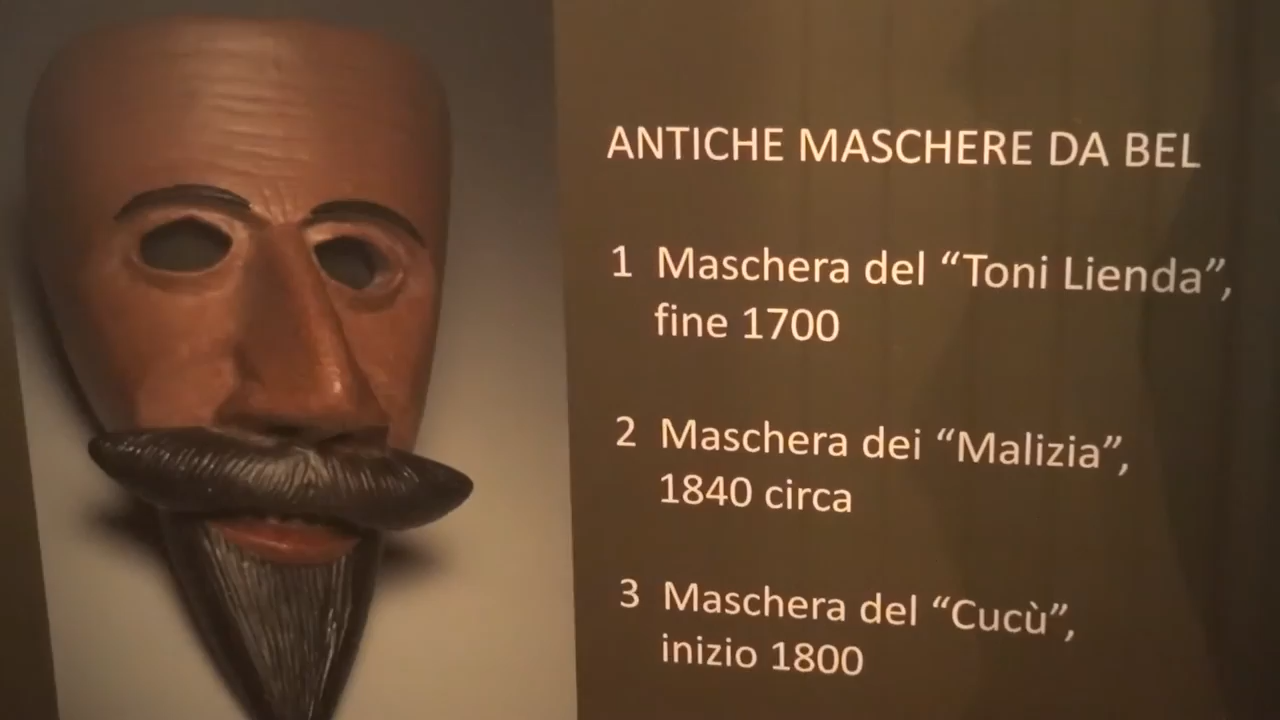 ANTICHE MASCHERE DA BEL
1 Maschera del “Toni Lienda”,
fine 1700
2 Maschera dei “Malizia”,
1840 circa
3 Maschera del “Cucù”,
inizio 1800